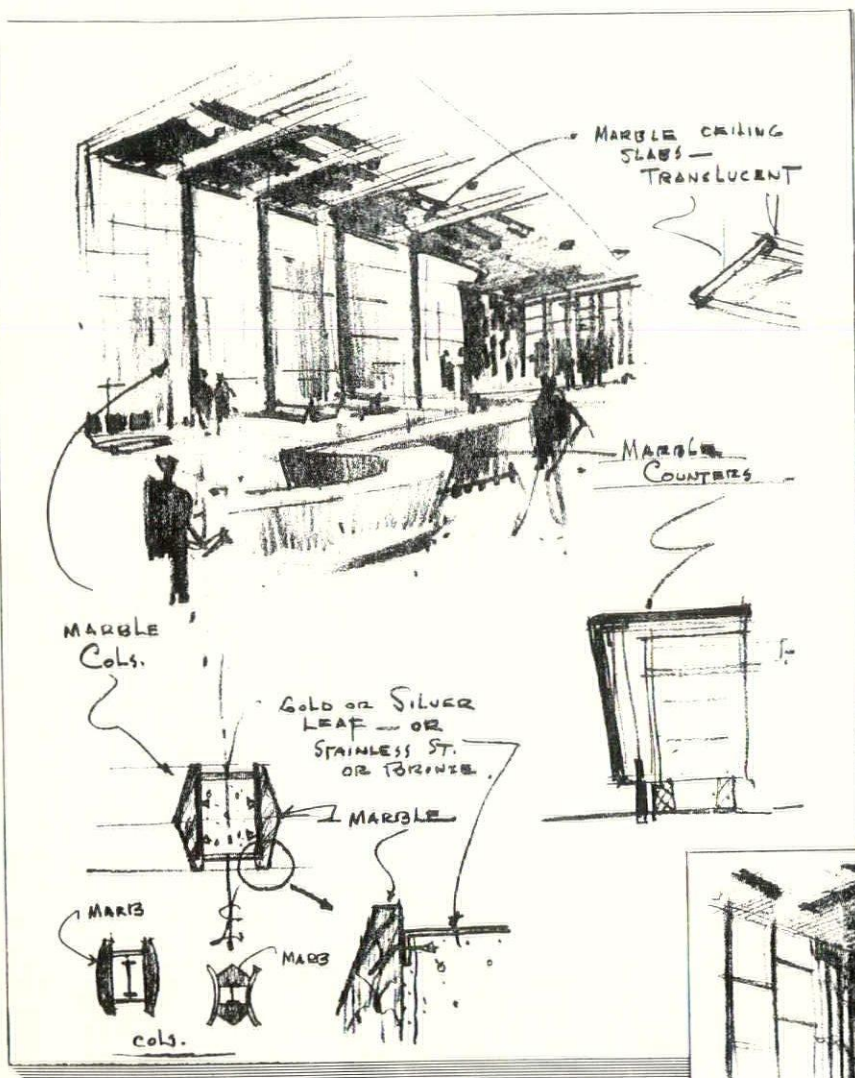 MARBLE CEILING
SLABS —
TRANSLUCENT
MARBLE
COUNTERS
MARBLE
COLS.
GOLD OR SILVER
LEAF — OR
STAINLESS ST.
OR BRONZE
MARBLE
MARB
MARB
COLS.